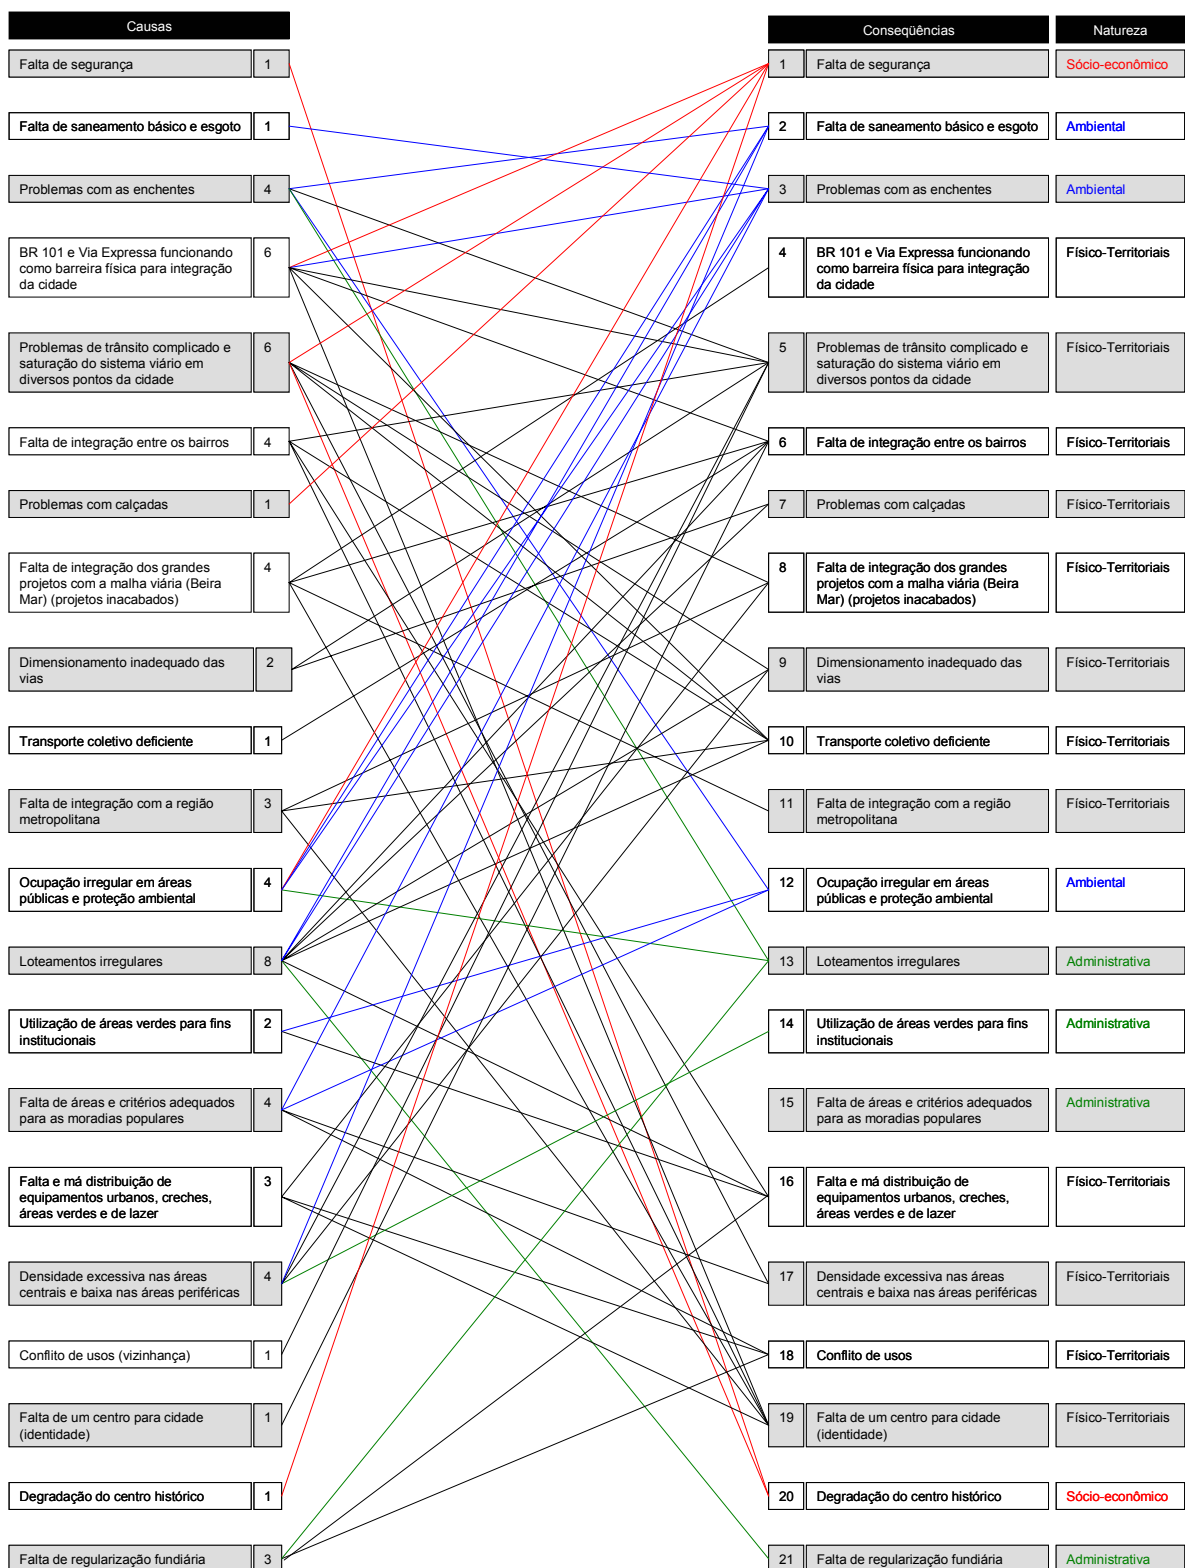 Causas
Conseqüências
Natureza
Falta de segurança 1
1 Falta de segurança Sócio-econômico
Falta de saneamento básico e esgoto 1
2 Falta de saneamento básico e esgoto Ambiental
Problemas com as enchentes 4
3 Problemas com as enchentes Ambiental
BR 101 e Via Expressa funcionando 6
como barreira física para integração
da cidade
4 BR 101 e Via Expressa funcionando Físico-Territoriais
como barreira física para integração
da cidade
Problemas de trânsito complicado e 6
saturação do sistema viário em
diversos pontos da cidade
5 Problemas de trânsito complicado e Físico-Territoriais
saturação do sistema viário em
diversos pontos da cidade
Falta de integração entre os bairros 4
6 Falta de integração entre os bairros Físico-Territoriais
Problemas com calçadas 1
7 Problemas com calçadas Físico-Territoriais
Falta de integração dos grandes 4
projetos com a malha viária (Beira
Mar) (projetos inacabados)
8 Falta de integração dos grandes Físico-Territoriais
projetos com a malha viária (Beira
Mar) (projetos inacabados)
Dimensionamento inadequado das 2
vias
9 Dimensionamento inadequado das Físico-Territoriais
vias
Transporte coletivo deficiente 1
10 Transporte coletivo deficiente Físico-Territoriais
Falta de integração com a região 3
metropolitana
11 Falta de integração com a região Físico-Territoriais
metropolitana
Ocupação irregular em áreas 4
públicas e proteção ambiental
12 Ocupação irregular em áreas Ambiental
públicas e proteção ambiental
Loteamentos irregulares 8
13 Loteamentos irregulares Administrativa
Utilização de áreas verdes para fins 2
institucionais
14 Utilização de áreas verdes para fins Administrativa
institucionais
Falta de áreas e critérios adequados 4
para as moradias populares
15 Falta de áreas e critérios adequados Administrativa
para as moradias populares
Falta e má distribuição de 3
equipamentos urbanos, creches,
áreas verdes e de lazer
16 Falta e má distribuição de Físico-Territoriais
equipamentos urbanos, creches,
áreas verdes e de lazer
Densidade excessiva nas áreas 4
centrais e baixa nas áreas periféricas
17 Densidade excessiva nas áreas Físico-Territoriais
centrais e baixa nas áreas periféricas
Conflito de usos (vizinhança) 1
18 Conflito de usos Físico-Territoriais
Falta de um centro para cidade 1
(identidade)
19 Falta de um centro para cidade Físico-Territoriais
(identidade)
Degradação do centro histórico 1
20 Degradação do centro histórico Sócio-econômico
Falta de regularização fundiária 3
21 Falta de regularização fundiária Administrativa